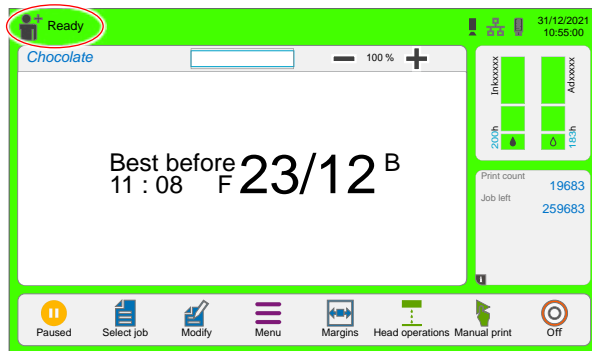 Ready
31/12/2021
10:55:00
Chocolate
100 %
Inkxxxxx
Adxxxxx
200h
183h
Best before
11 : 08 F
23/12 B
Print count
19683
Job left
259683
i
Paused
Select job
Modify
Menu
Margins
Head operations
Manual print
Off